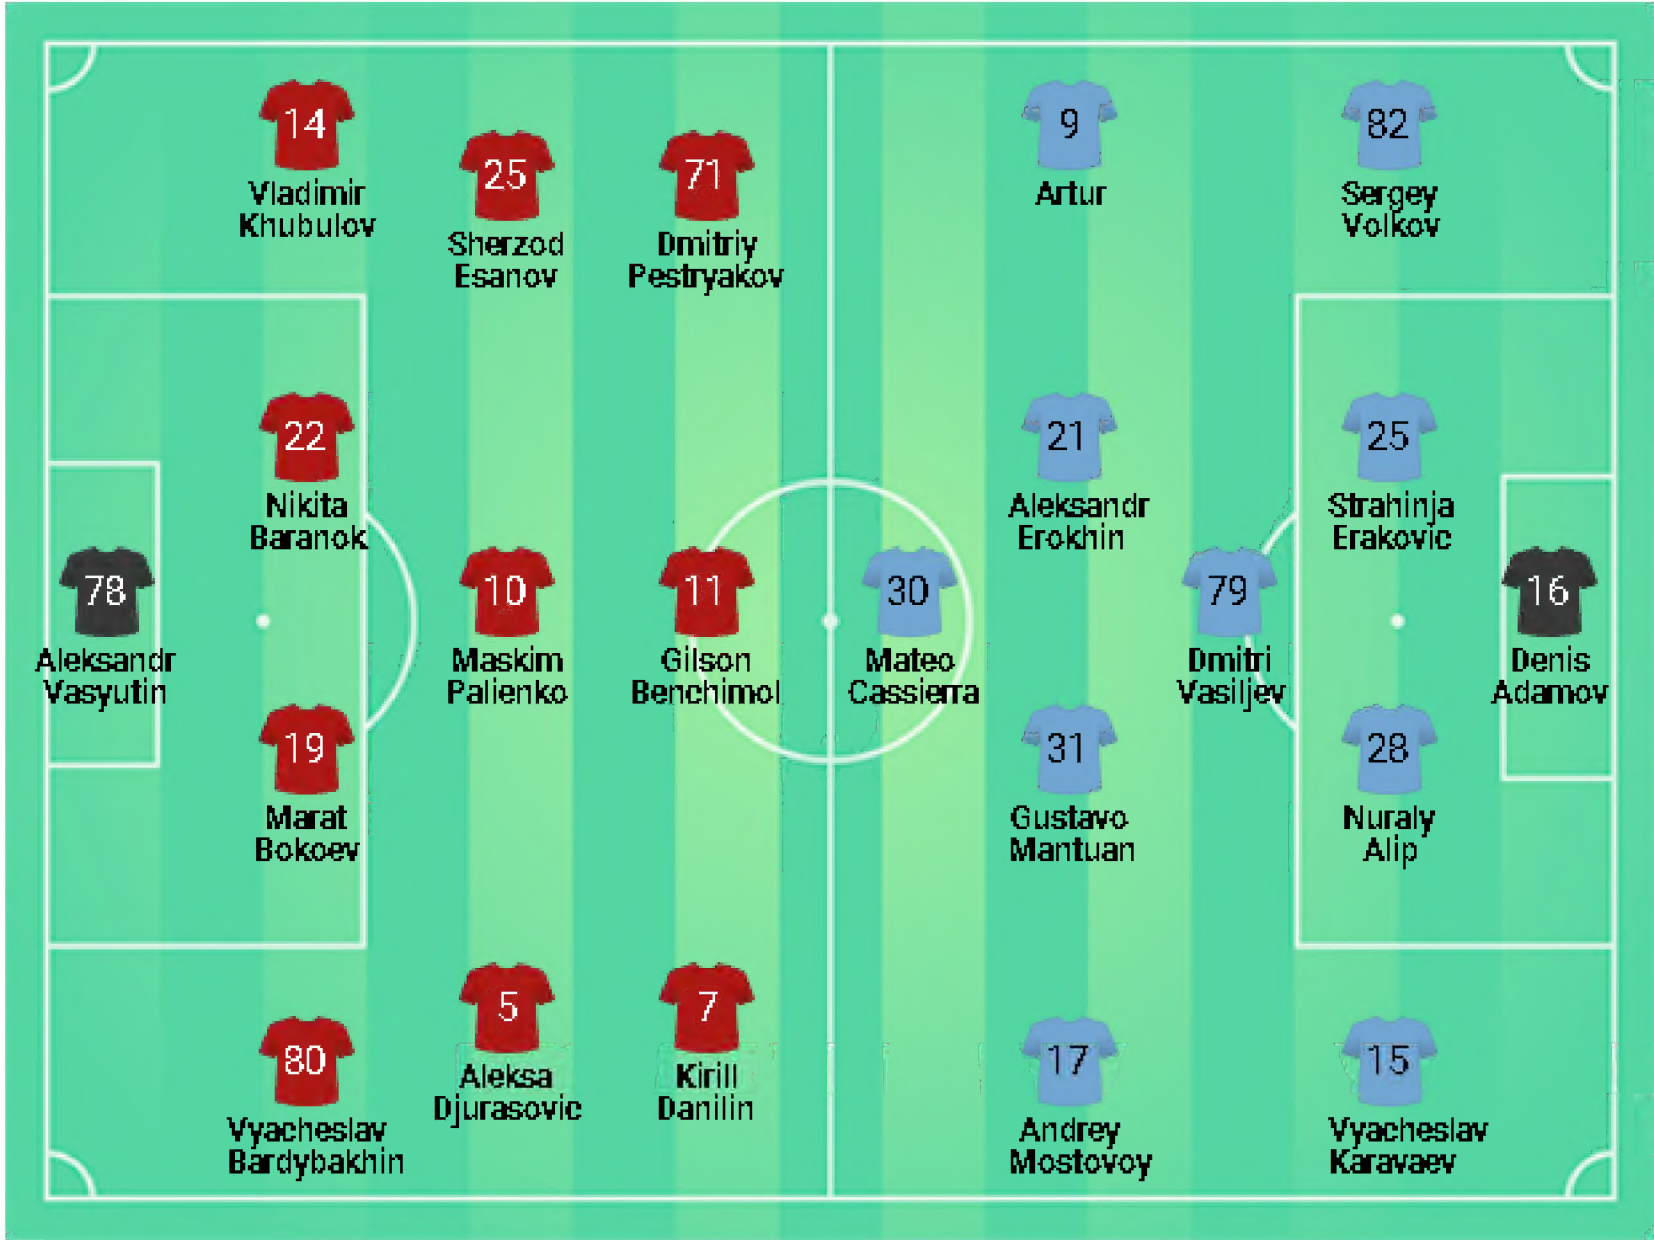 14
Vladimir
Khubulov
25
Sherzod
Esanov
71
Dmitriy
Pestryakov
9
Artur
82
Sergey
Volkov
22
Nikita
Baranok
21
Aleksandr
Erokhin
25
Strahinja
Erakovic
78
Aleksandr
Vasyutin
10
Maskim
Palienko
11
Gilson
Benchimol
30
Mateo
Cassierra
79
Dmitri
Vasiljev
16
Denis
Adamov
19
Marat
Bokoev
31
Gustavo
Mantuan
28
Nuraly
Alip
80
Vyacheslav
Bardybakhin
5
Aleksa
Djurasovic
7
Kirill
Danilin
17
Andrey
Mostovoy
15
Vyacheslav
Karavaev